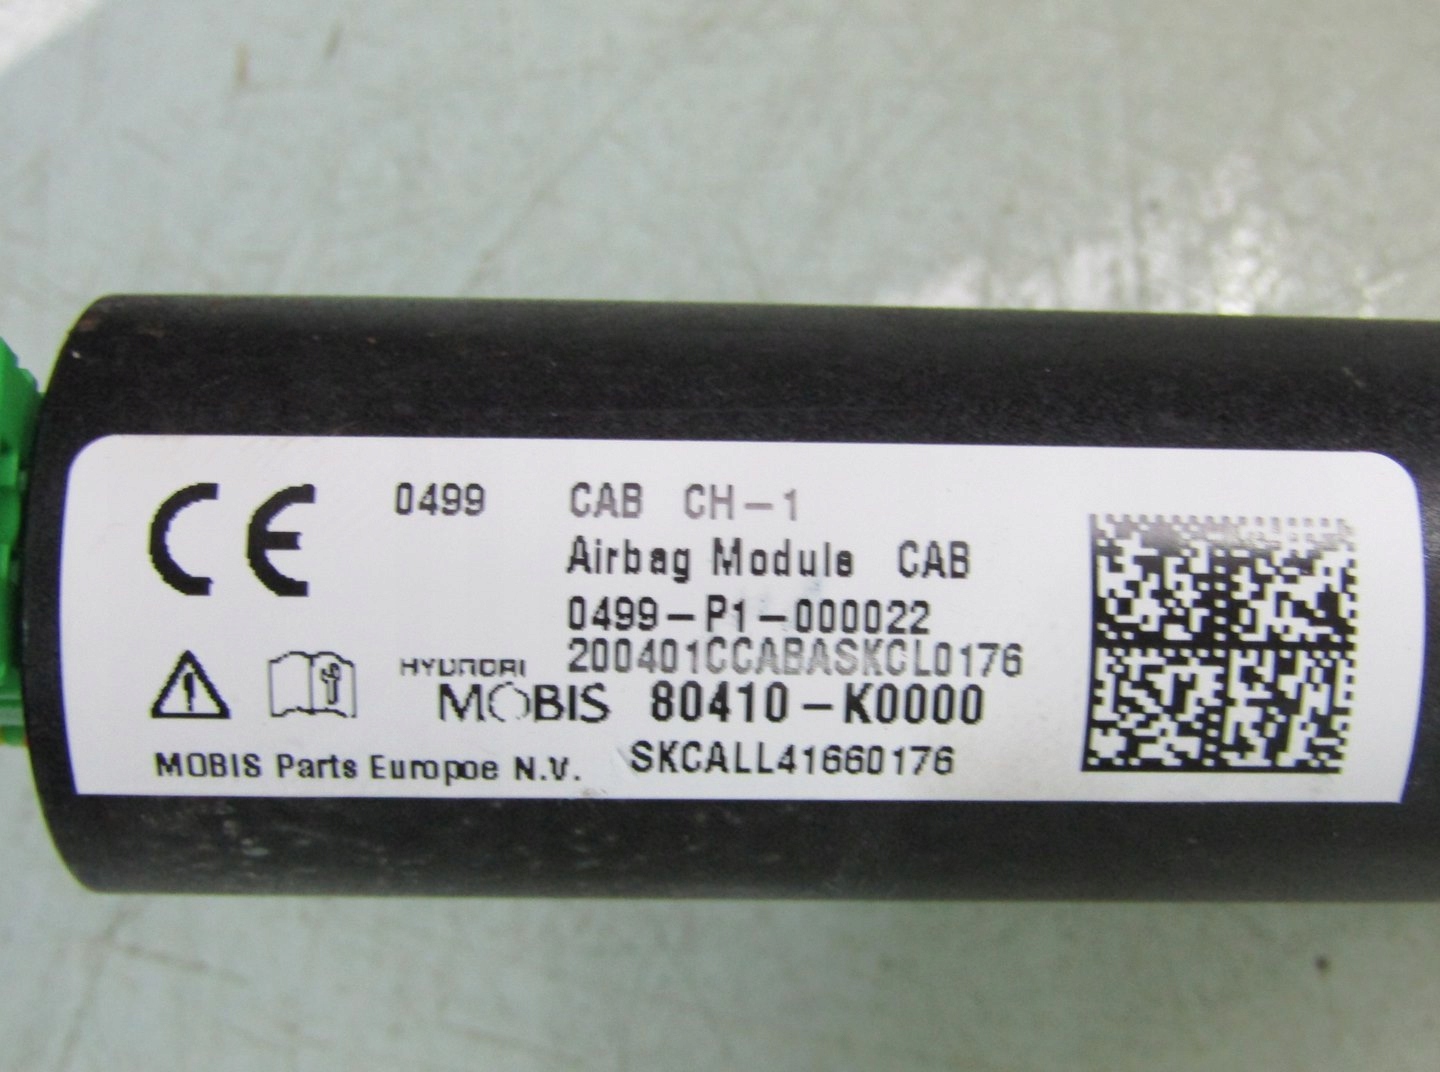 CE 0499 CAB CH-1
Airbag Module CAB
0499-P1-000022
200401CCABASKCL0176
HYUNDAI
MOBIS 80410-K0000
MOBIS Parts Europoe N.V. SKCALL41660176